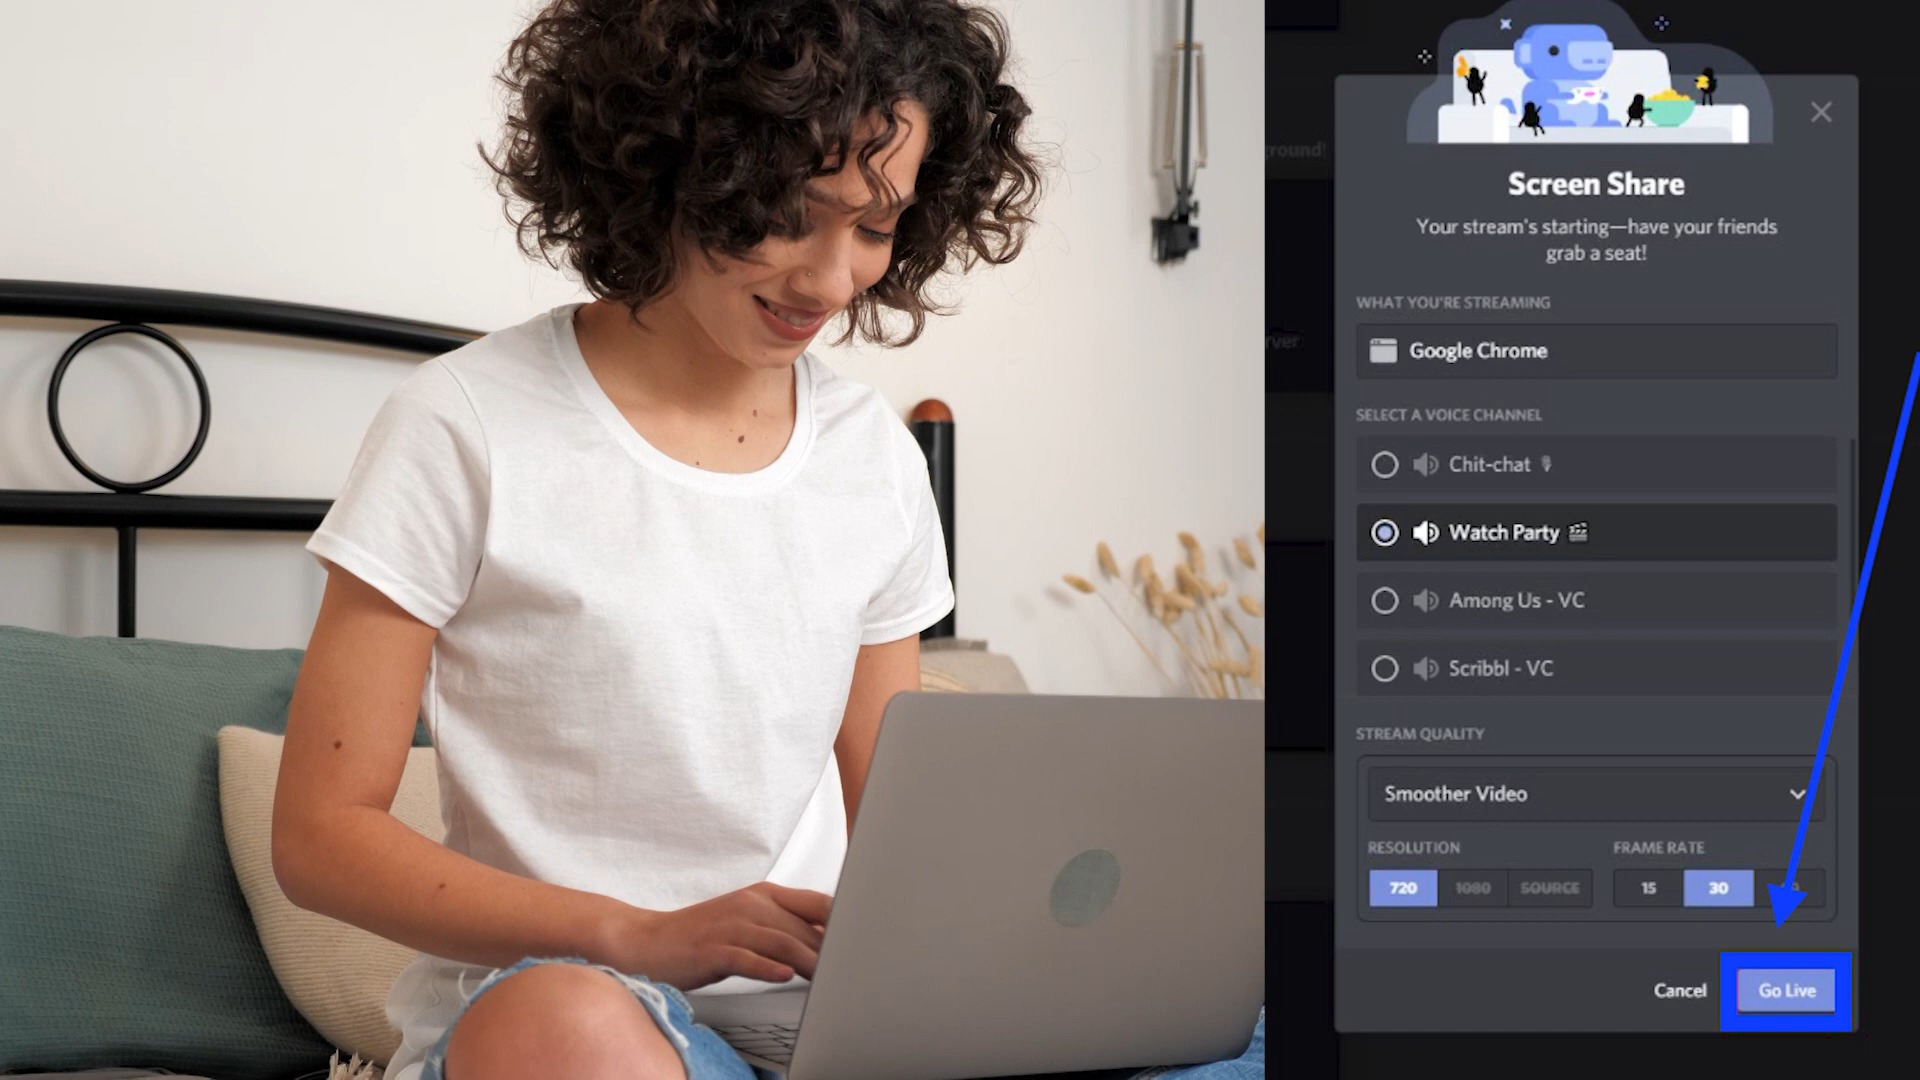 ground!
Screen Share
Your stream's starting—have your friends
grab a seat!
WHAT YOU'RE STREAMING
Google Chrome
SELECT A VOICE CHANNEL
Chit-chat
Watch Party
Among Us - VC
Scribbl - VC
STREAM QUALITY
Smoother Video
RESOLUTION FRAME RATE
720 1080 SOURCE 15 30
Cancel Go Live